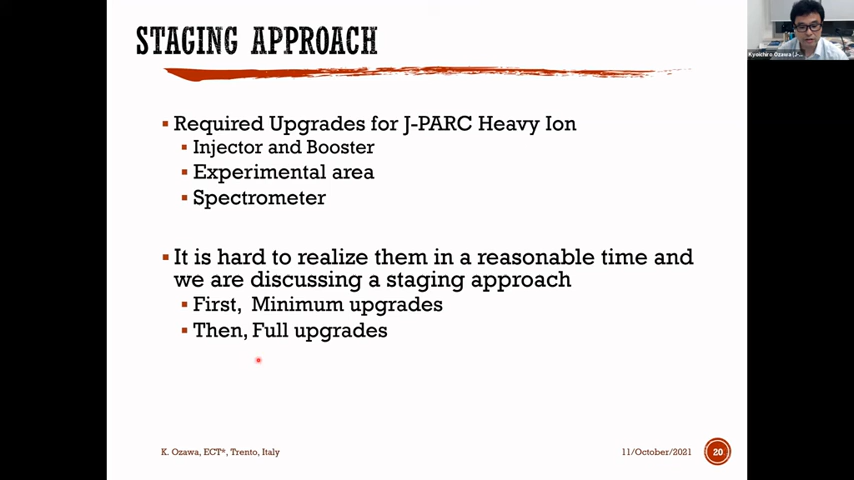 STAGING APPROACH
Kyoichiro Ozawa (J-...
Required Upgrades for J-PARC Heavy Ion
Injector and Booster
Experimental area
Spectrometer
It is hard to realize them in a reasonable time and
we are discussing a staging approach
First, Minimum upgrades
Then, Full upgrades
K. Ozawa, ECT*, Trento, Italy
11/October/2021
20